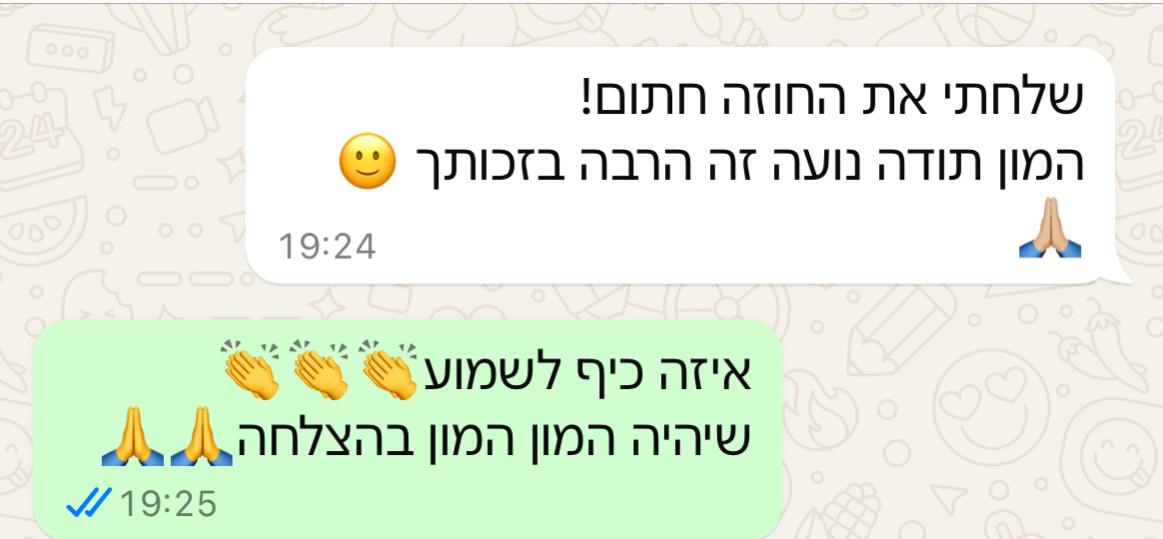 שלחתי את החוזה חתום!
המון תודה נועה זה הרבה בזכותך 🙂
🙏🏼
19:24
איזה כיף לשמוע👏👏👏
שיהיה המון המון בהצלחה🙏🙏
19:25